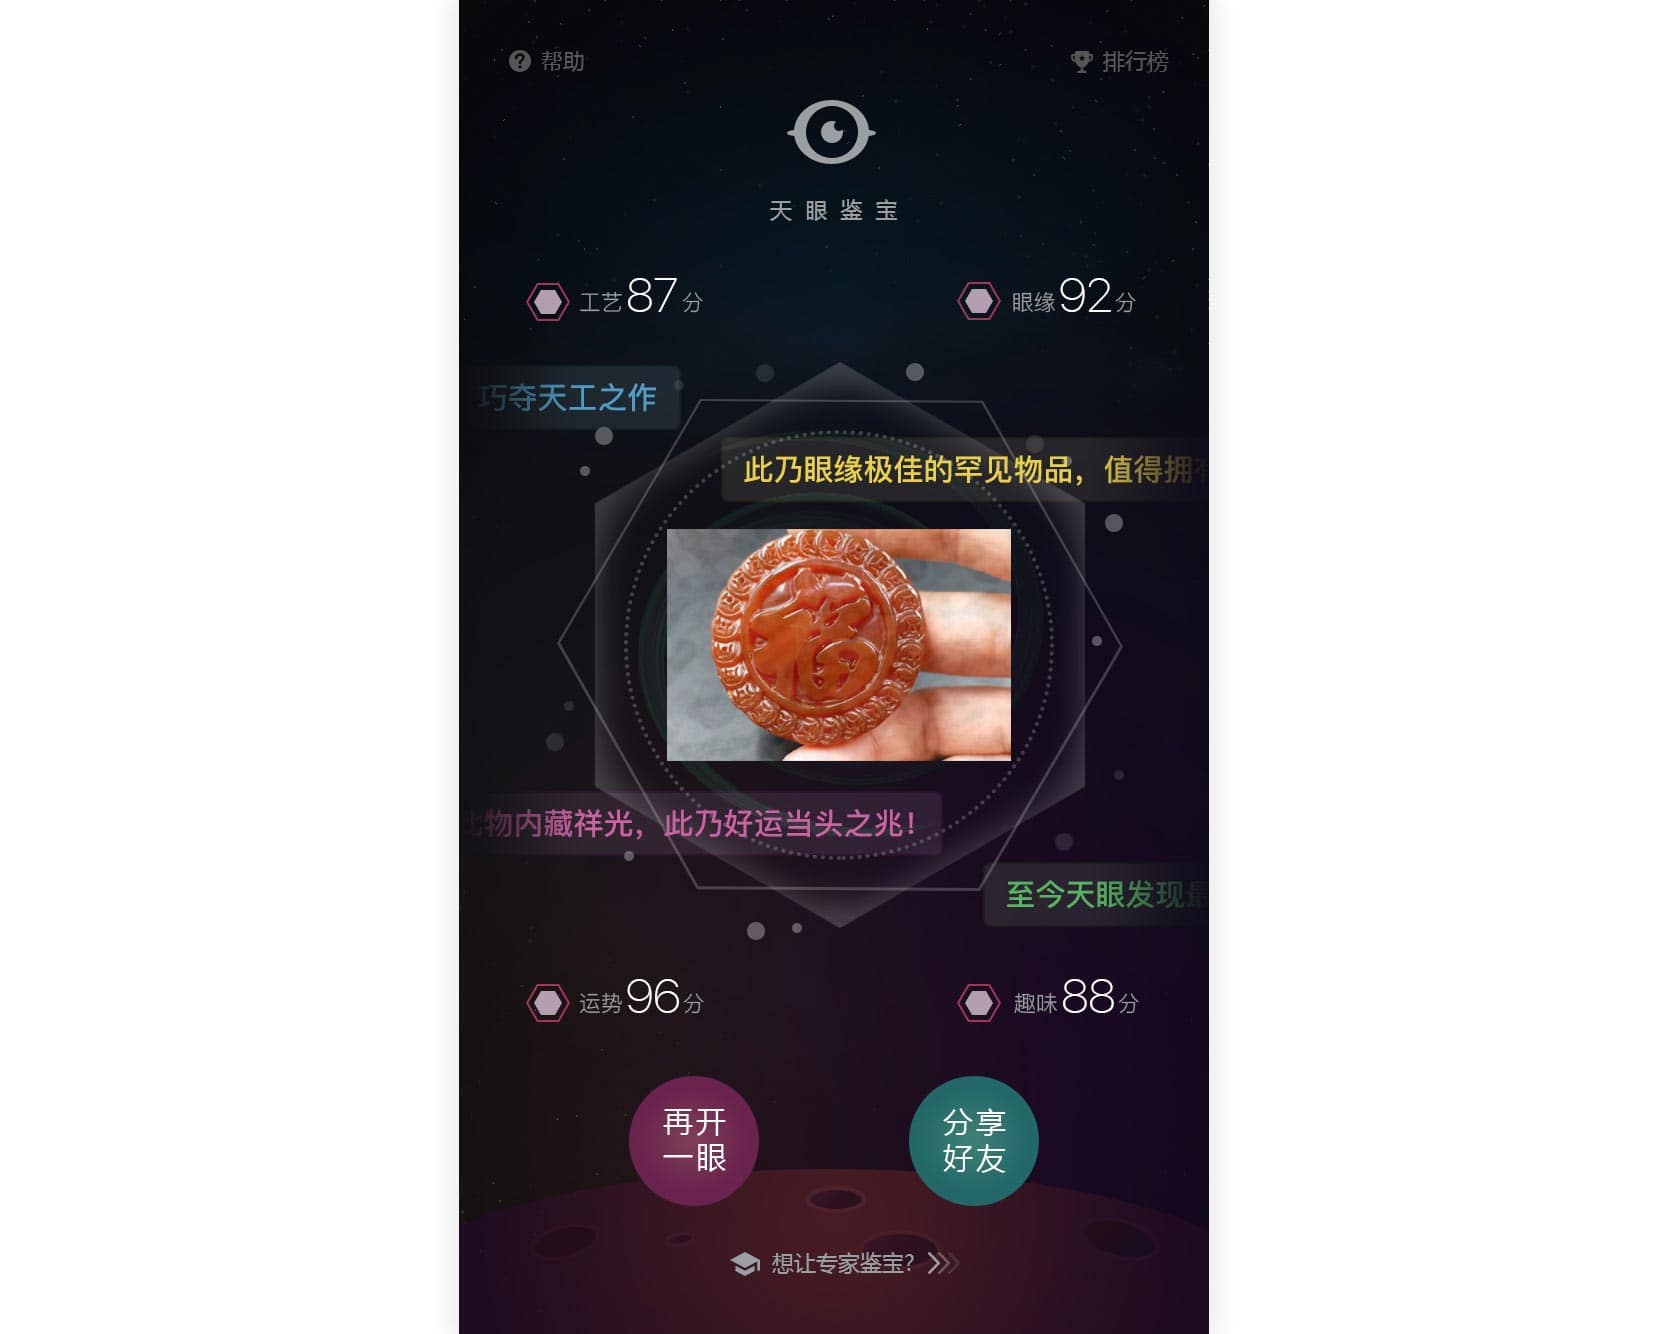 帮助
排行榜
天眼鉴宝
工艺87分
眼缘92分
巧夺天工之作
此乃眼缘极佳的罕见物品，值得拥
福
物内藏祥光，此乃好运当头之兆！
至今天眼发现
运势96分
趣味88分
再开
一眼
分享
好友
想让专家鉴宝？